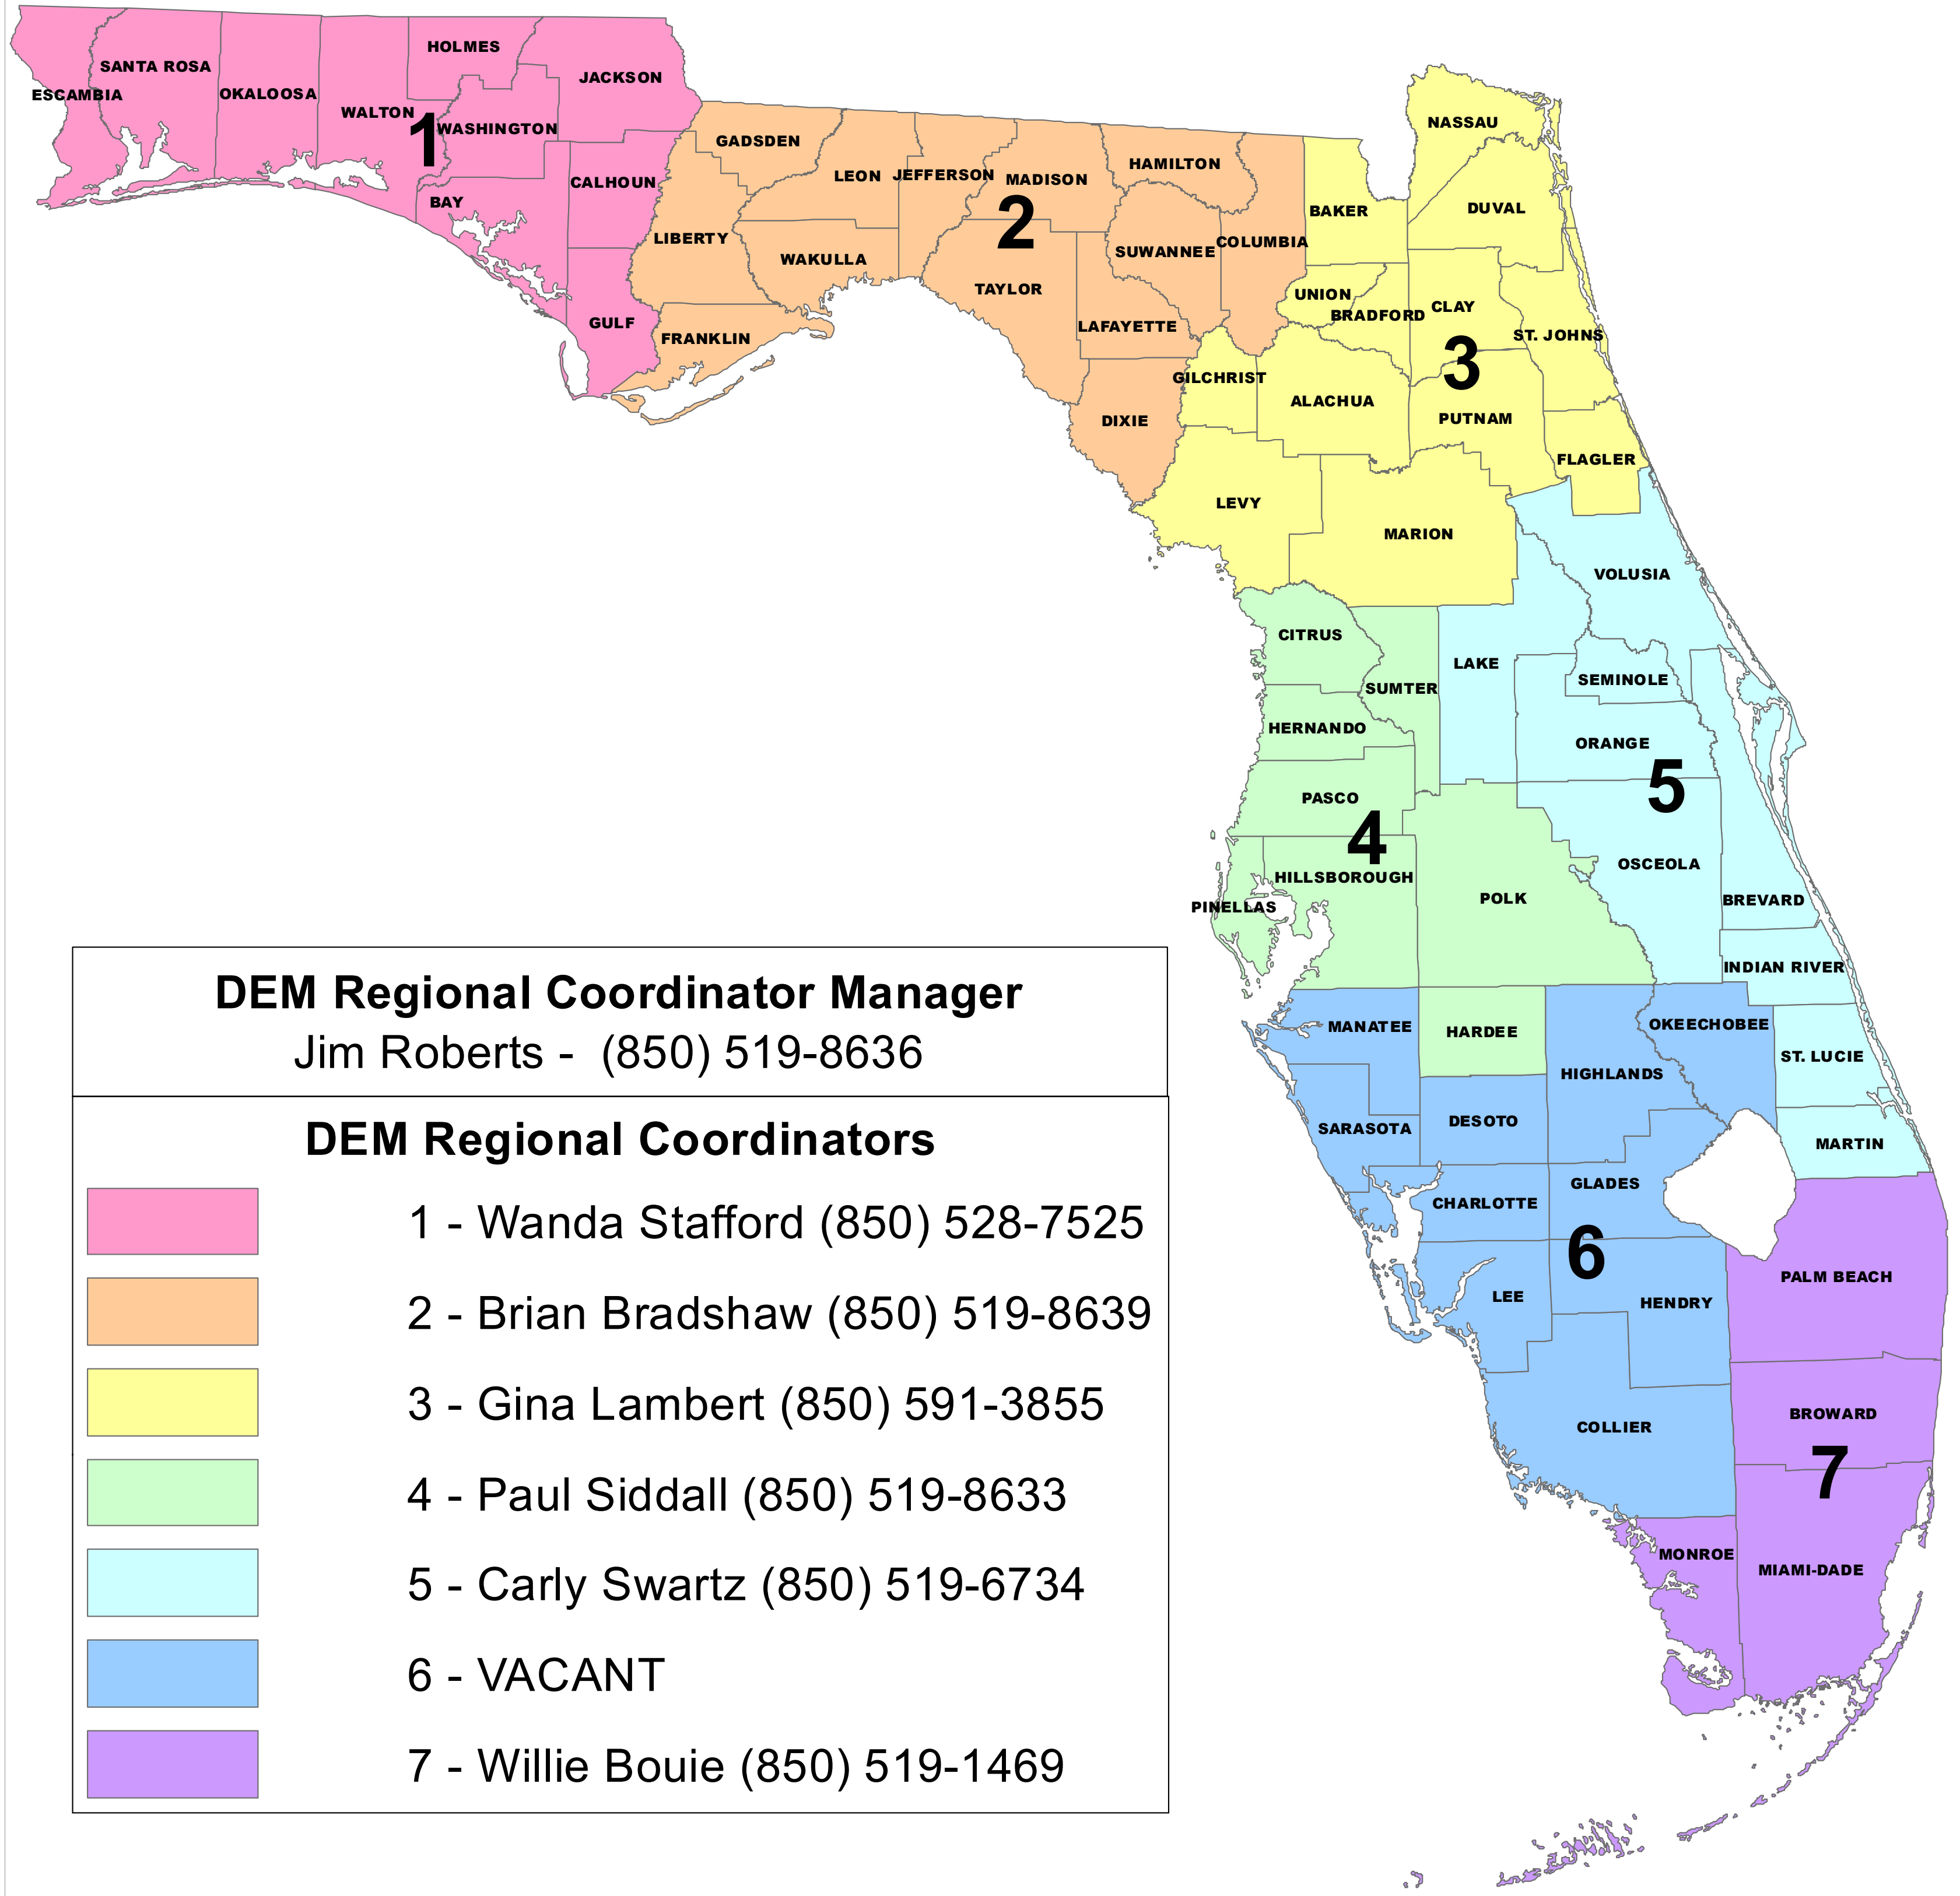 HOLMES
SANTA ROSA
JACKSON
ESCAMBIA
OKALOOSA
WALTON
1
WASHINGTON
NASSAU
GADSDEN
HAMILTON
LEON
JEFFERSON
MADISON
CALHOUN
BAY
2
BAKER
DUVAL
LIBERTY
WAKULLA
SUWANNEE
COLUMBIA
TAYLOR
UNION
CLAY
BRADFORD
GULF
FRANKLIN
LAFAYETTE
ST. JOHNS
3
GILCHRIST
ALACHUA
DIXIE
PUTNAM
FLAGLER
LEVY
MARION
VOLUSIA
CITRUS
LAKE
SUMTER
SEMINOLE
HERNANDO
ORANGE
5
PASCO
4
OSCEOLA
HILLSBOROUGH
POLK
BREVARD
PINELLAS
INDIAN RIVER
MANATEE
HARDEE
OKEECHOBEE
ST. LUCIE
HIGHLANDS
SARASOTA
DESOTO
MARTIN
GLADES
CHARLOTTE
6
PALM BEACH
LEE
HENDRY
BROWARD
COLLIER
7
MONROE
MIAMI-DADE
DEM Regional Coordinator Manager
Jim Roberts - (850) 519-8636
DEM Regional Coordinators
1 - Wanda Stafford (850) 528-7525
2 - Brian Bradshaw (850) 519-8639
3 - Gina Lambert (850) 591-3855
4 - Paul Siddall (850) 519-8633
5 - Carly Swartz (850) 519-6734
6 - VACANT
7 - Willie Bouie (850) 519-1469